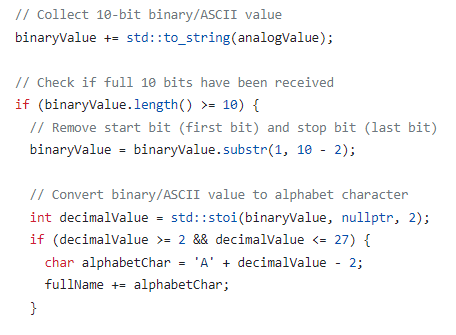 // Collect 10-bit binary/ASCII value
binaryValue += std::to_string(analogValue);
// Check if full 10 bits have been received
if (binaryValue.length() >= 10) {
// Remove start bit (first bit) and stop bit (last bit)
binaryValue = binaryValue.substr(1, 10 - 2);
// Convert binary/ASCII value to alphabet character
int decimalValue = std::stoi(binaryValue, nullptr, 2);
if (decimalValue >= 2 && decimalValue <= 27) {
char alphabetChar = 'A' + decimalValue - 2;
fullName += alphabetChar;
}